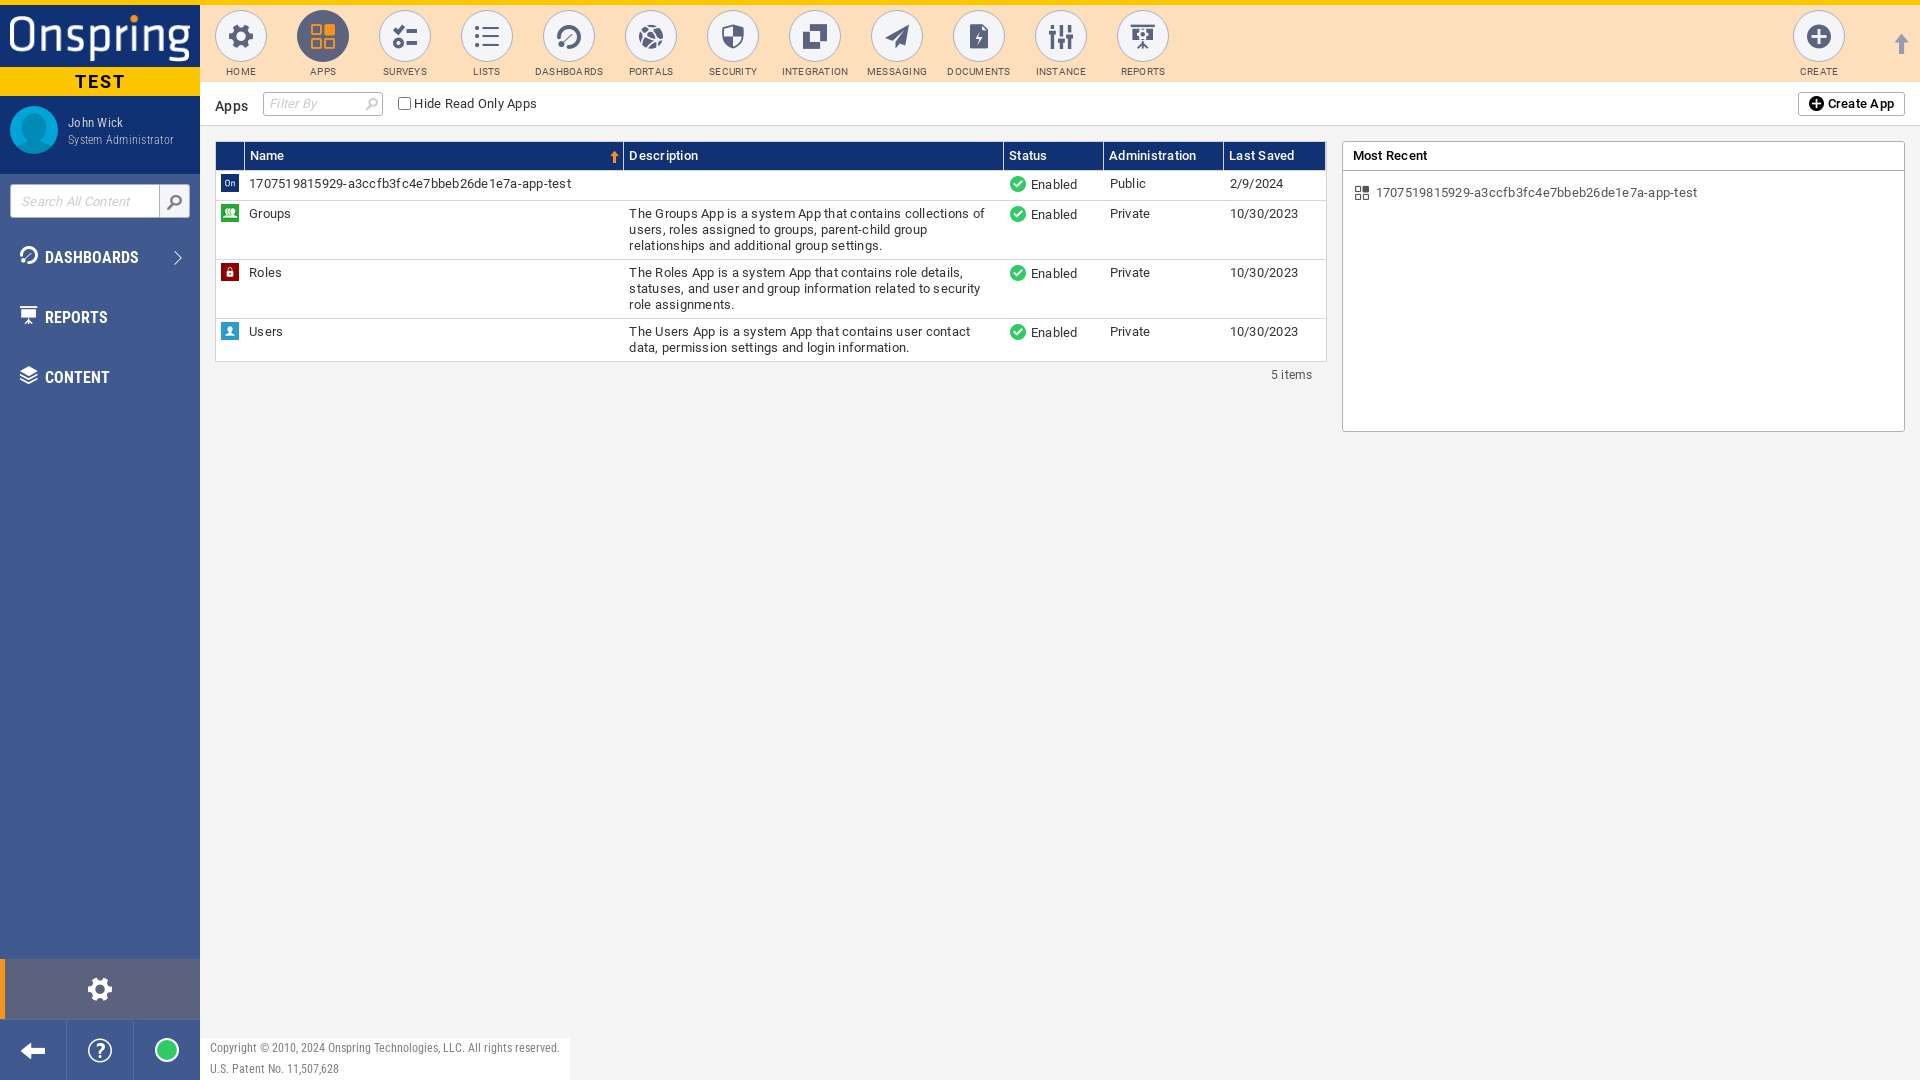 Onspring
TEST
John Wick
System Administrator
Search All Content
DASHBOARDS
REPORTS
CONTENT
HOME
APPS
SURVEYS
LISTS
DASHBOARDS
PORTALS
SECURITY
INTEGRATION
MESSAGING
DOCUMENTS
INSTANCE
REPORTS
CREATE
Apps
Filter By
Hide Read Only Apps
Create App
Name Description Status Administration Last Saved
On 1707519815929-a3ccfb3fc4e7bbeb26de1e7a-app-test Enabled Public 2/9/2024
Groups The Groups App is a system App that contains collections of Enabled Private 10/30/2023
users, roles assigned to groups, parent-child group
relationships and additional group settings.
Roles The Roles App is a system App that contains role details, Enabled Private 10/30/2023
statuses, and user and group information related to security
role assignments.
Users The Users App is a system App that contains user contact Enabled Private 10/30/2023
data, permission settings and login information.
5 items
Most Recent
1707519815929-a3ccfb3fc4e7bbeb26de1e7a-app-test
Copyright © 2010, 2024 Onspring Technologies, LLC. All rights reserved.
U.S. Patent No. 11,507,628